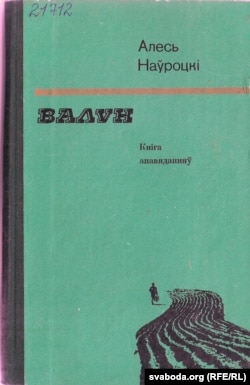 21712
Алесь
Наўроцкі
ВАЛУН
Кніга
апавяданняў
svaboda.org (RFE/RL)